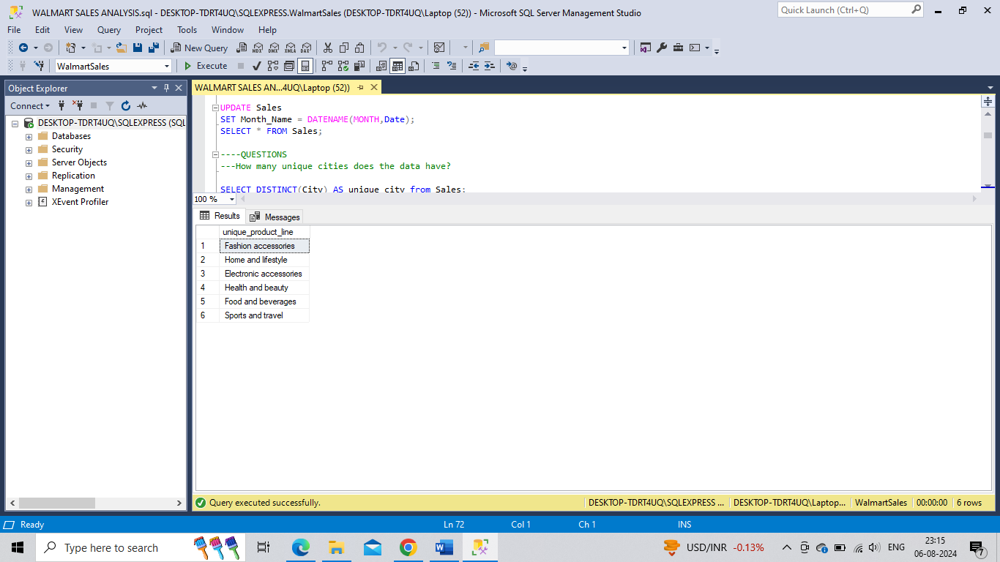 WALMART SALES ANALYSIS.sql - DESKTOP-TDRT4UQ\SQLEXPRESS.WalmartSales (DESKTOP-TDRT4UQ\Laptop (52)) - Microsoft SQL Server Management Studio
Quick Launch (Ctrl+Q)
File Edit View Query Project Tools Window Help
New Query MDX DMX XMLA DAX
WalmartSales Execute
Object Explorer
WALMART SALES AN...4UQ\Laptop (52))
Connect
DESKTOP-TDRT4UQ\SQLEXPRESS (SQL
Databases
Security
Server Objects
Replication
Management
XEvent Profiler
UPDATE Sales
SET Month_Name = DATENAME(MONTH,Date);
SELECT * FROM Sales;
----QUESTIONS
---How many unique cities does the data have?
SELECT DISTINCT(City) AS unique_city from Sales;
100 %
Results Messages
unique_product_line
1 Fashion accessories
2 Home and lifestyle
3 Electronic accessories
4 Health and beauty
5 Food and beverages
6 Sports and travel
Query executed successfully. DESKTOP-TDRT4UQ\SQLEXPRESS ... DESKTOP-TDRT4UQ\Laptop... WalmartSales 00:00:00 6 rows
Ready Ln 72 Col 1 Ch 1 INS
Type here to search
USD/INR -0.13%
ENG
23:15
06-08-2024
7